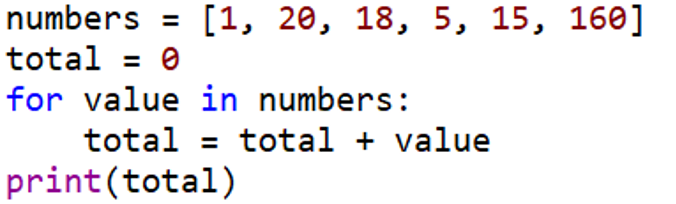 numbers = [1, 20, 18, 5, 15, 160]
total = 0
for value in numbers:
    total = total + value
print(total)